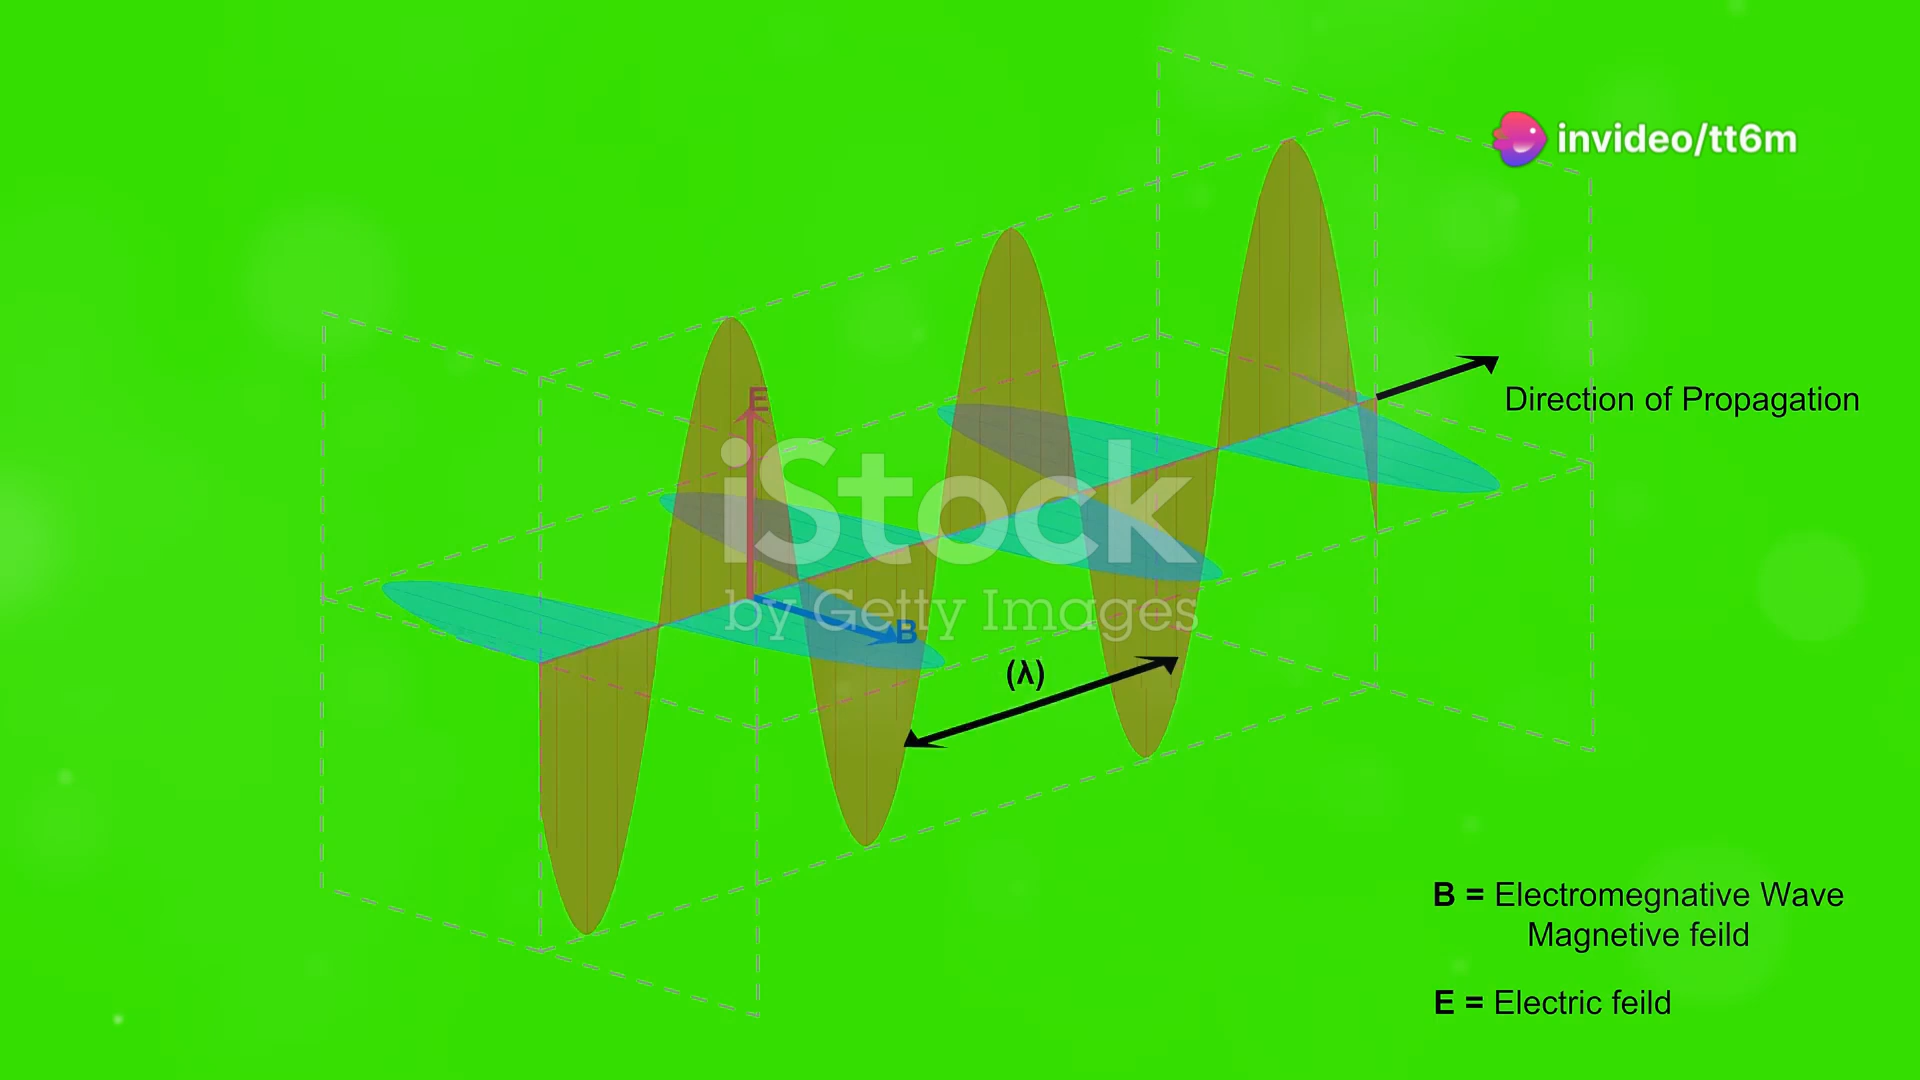 invideo/tt6m
E
Direction of Propagation
iStock
by Getty Images
B
(λ)
B = Electromegnative Wave
Magnetive feild
E = Electric feild